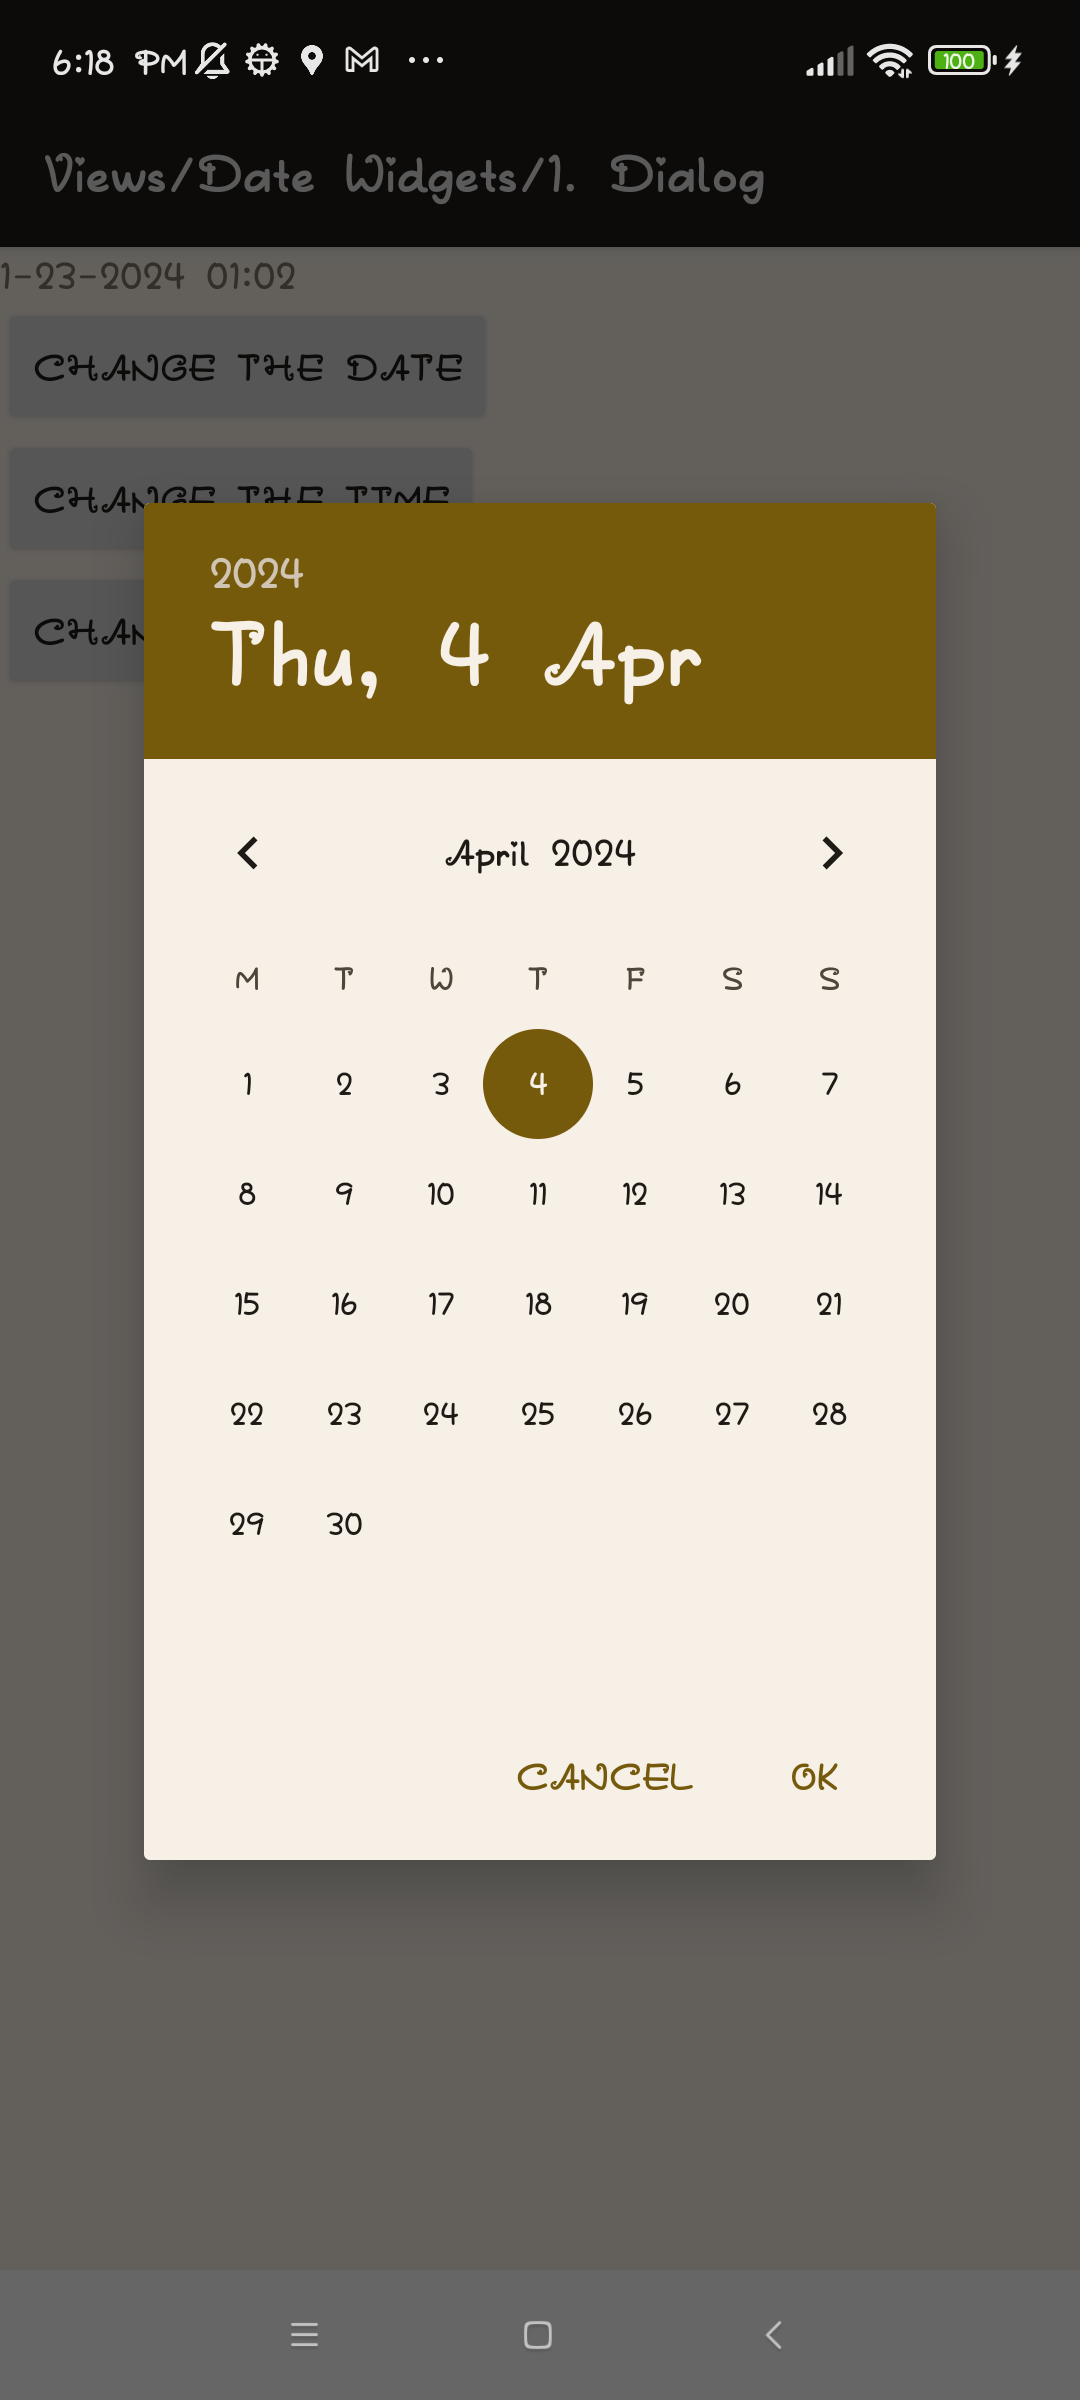 6:18 PM
100
Views/Date Widgets/1. Dialog
1-23-2024 01:02
CHANGE THE DATE
CHANGE THE TIME
2024
Thu, 4 Apr
April 2024
M T W T F S S
1 2 3 4 5 6 7
8 9 10 11 12 13 14
15 16 17 18 19 20 21
22 23 24 25 26 27 28
29 30
CANCEL OK